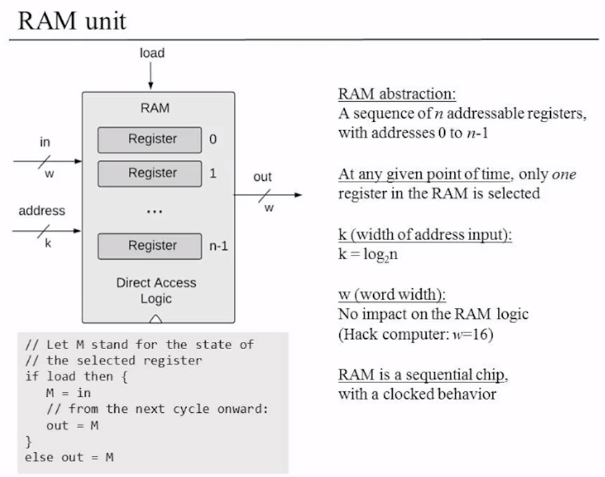 RAM unit
load
RAM
Register 0
in
w
Register 1
out
w
address
k
...
Register n-1
Direct Access
Logic
// Let M stand for the state of
// the selected register
if load then {
M = in
// from the next cycle onward:
out = M
}
else out = M
RAM abstraction:
A sequence of n addressable registers,
with addresses 0 to n-1
At any given point of time, only one
register in the RAM is selected
k (width of address input):
k = log₂n
w (word width):
No impact on the RAM logic
(Hack computer: w=16)
RAM is a sequential chip,
with a clocked behavior